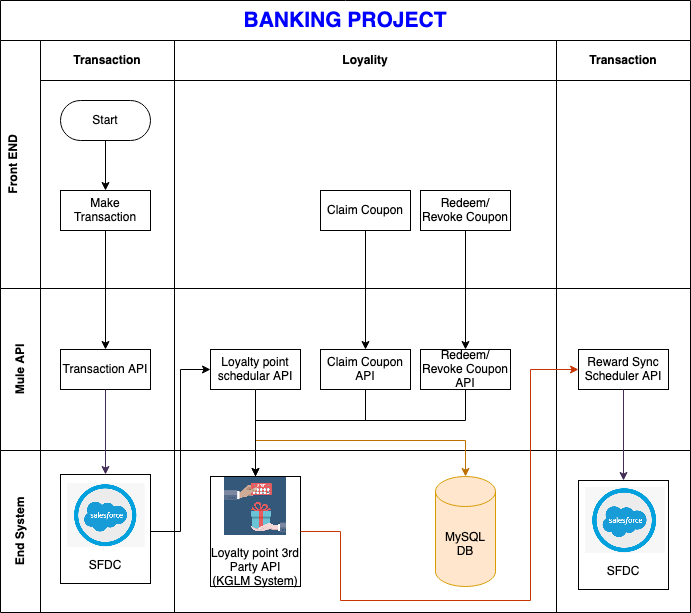 BANKING PROJECT
Transaction
Loyality
Transaction
Front END
Start
Make
Transaction
Claim Coupon
Redeem/
Revoke Coupon
Mule API
Transaction API
Loyalty point
schedular API
Claim Coupon
API
Redeem/
Revoke Coupon
API
Reward Sync
Scheduler API
End System
salesforce
SFDC
Loyalty point 3rd
Party API
(KGLM System)
MySQL
DB
salesforce
SFDC